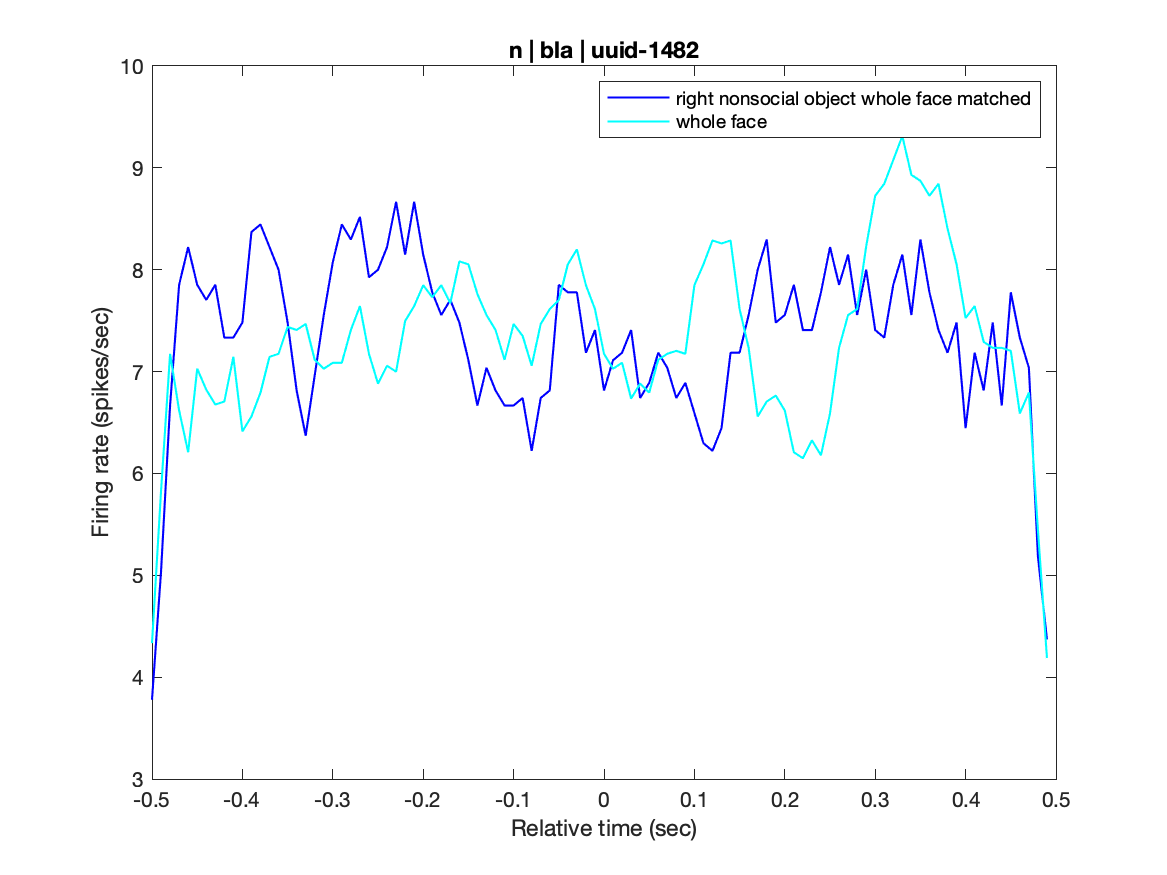 n | bla | uuid-1482
right nonsocial object whole face matched
whole face
10
9
8
7
6
5
4
3
Firing rate (spikes/sec)
-0.5 -0.4 -0.3 -0.2 -0.1 0 0.1 0.2 0.3 0.4 0.5
Relative time (sec)